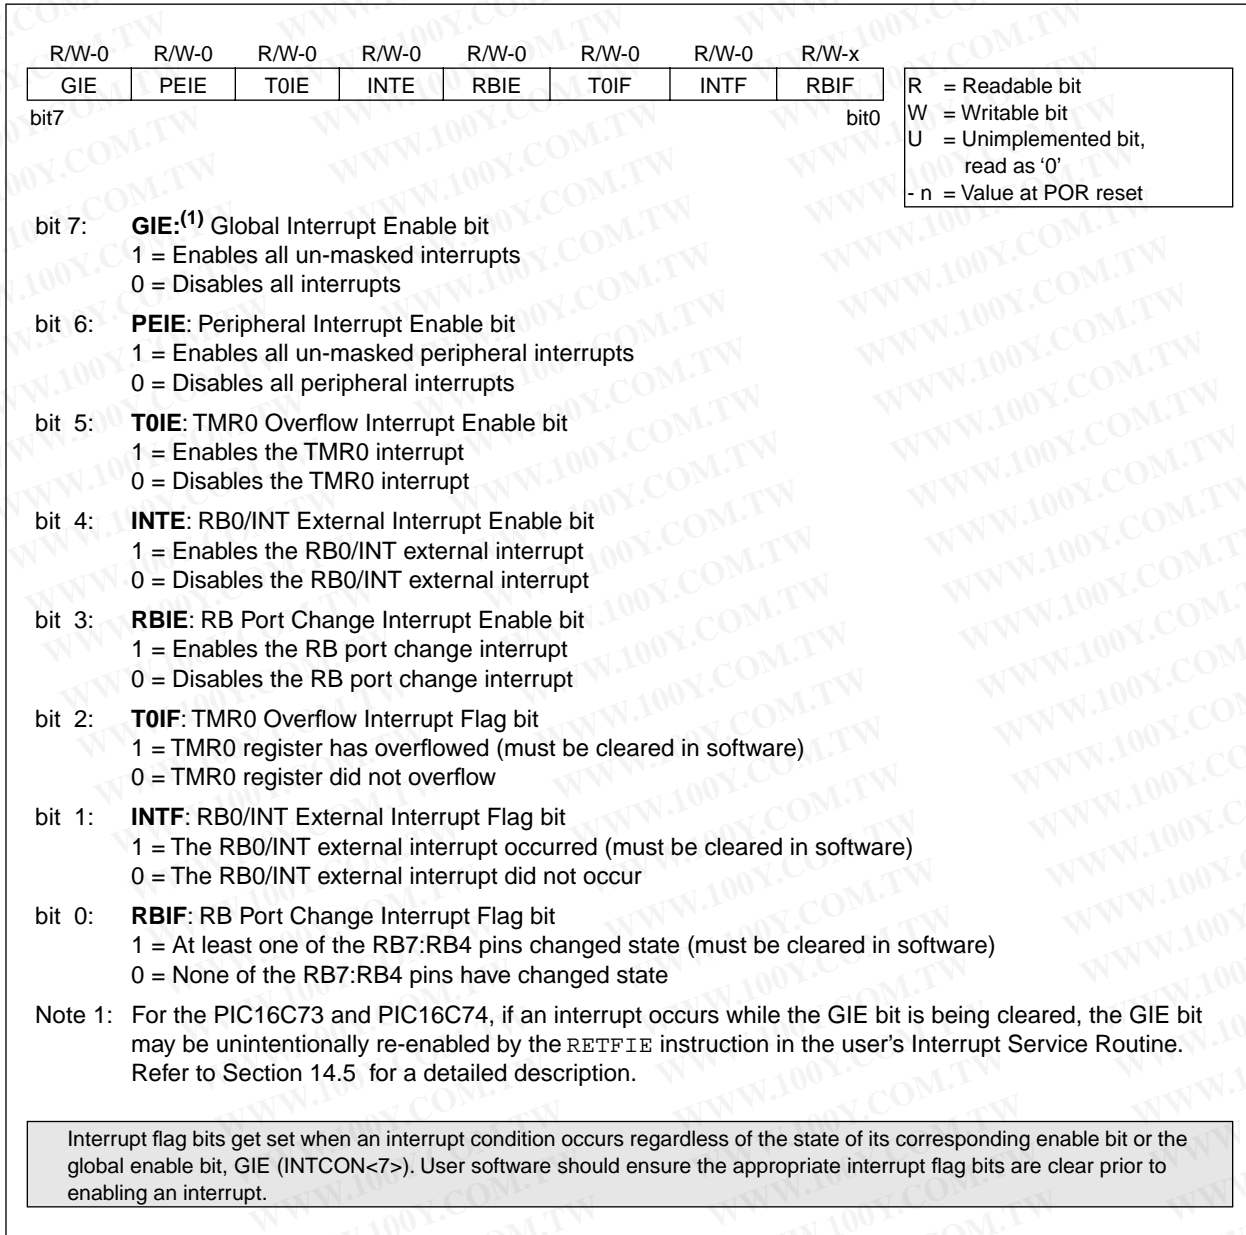 R/W-0 R/W-0 R/W-0 R/W-0 R/W-0 R/W-0 R/W-0 R/W-x
GIE PEIE T0IE INTE RBIE T0IF INTF RBIF
bit7 bit0
R = Readable bit
W = Writable bit
U = Unimplemented bit,
read as ‘0’
- n = Value at POR reset
bit 7: GIE:(1) Global Interrupt Enable bit
1 = Enables all un-masked interrupts
0 = Disables all interrupts
bit 6: PEIE: Peripheral Interrupt Enable bit
1 = Enables all un-masked peripheral interrupts
0 = Disables all peripheral interrupts
bit 5: T0IE: TMR0 Overflow Interrupt Enable bit
1 = Enables the TMR0 interrupt
0 = Disables the TMR0 interrupt
bit 4: INTE: RB0/INT External Interrupt Enable bit
1 = Enables the RB0/INT external interrupt
0 = Disables the RB0/INT external interrupt
bit 3: RBIE: RB Port Change Interrupt Enable bit
1 = Enables the RB port change interrupt
0 = Disables the RB port change interrupt
bit 2: T0IF: TMR0 Overflow Interrupt Flag bit
1 = TMR0 register has overflowed (must be cleared in software)
0 = TMR0 register did not overflow
bit 1: INTF: RB0/INT External Interrupt Flag bit
1 = The RB0/INT external interrupt occurred (must be cleared in software)
0 = The RB0/INT external interrupt did not occur
bit 0: RBIF: RB Port Change Interrupt Flag bit
1 = At least one of the RB7:RB4 pins changed state (must be cleared in software)
0 = None of the RB7:RB4 pins have changed state
Note 1: For the PIC16C73 and PIC16C74, if an interrupt occurs while the GIE bit is being cleared, the GIE bit
may be unintentionally re-enabled by the RETFIE instruction in the user's Interrupt Service Routine.
Refer to Section 14.5 for a detailed description.
Interrupt flag bits get set when an interrupt condition occurs regardless of the state of its corresponding enable bit or the
global enable bit, GIE (INTCON<7>). User software should ensure the appropriate interrupt flag bits are clear prior to
enabling an interrupt.
WWW.100Y.COM.TW